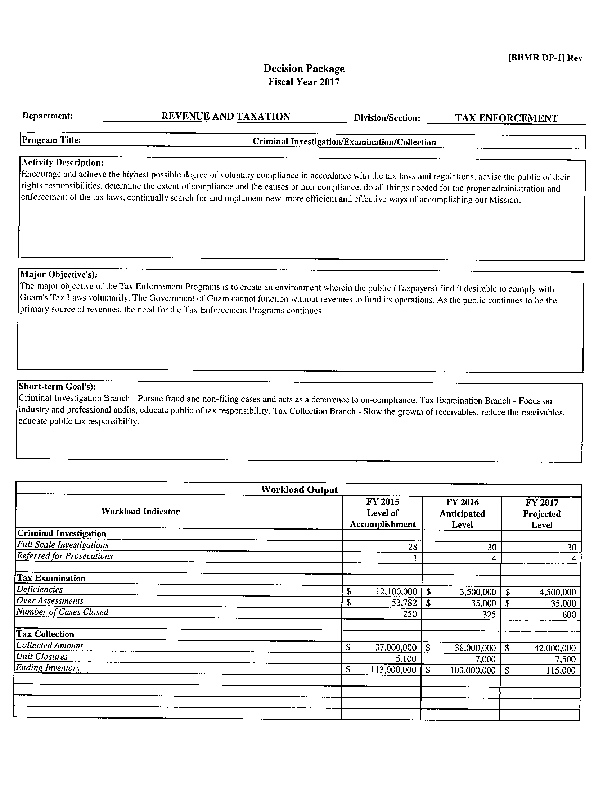 [BBMR DP-1] Rev
Decision Package
Fiscal Year 2017
Department: REVENUE AND TAXATION Division/Section: TAX ENFORCEMENT
Program Title: Criminal Investigation/Examination/Collection
Activity Description:
Encourage and achieve the highest possible degree of voluntary compliance in accordance with the tax laws and regulations, advise the public of their
rights responsibilities, determine the extent of compliance and the causes of non compliance, do all things needed for the proper administration and
enforcement of the tax laws, continually search for and implement new, more efficient and effective ways of accomplishing our Mission.
Major Objective(s):
The major objective of the Tax Enforcement Programs is to create an environment wherein the public (Taxpayers) find it desirable to comply with
Guam's Tax Laws voluntarily. The Government of Guam cannot function without revenues to fund its operations. As the public continues to be the
primary source of revenues, the need for the Tax Enforcement Programs continues.
Short-term Goal(s):
Criminal Investigation Branch - Pursue fraud and non-filing cases and acts as a deterrence to on-compliance. Tax Examination Branch - Focus on
industry and professional audits, educate public of tax responsibility. Tax Collection Branch - Slow the growth of receivables, reduce the receivables,
educate public tax responsibility.
Workload Output
Workload Indicator FY 2015 Level of Accomplishment FY 2016 Anticipated Level FY 2017 Projected Level
Criminal Investigation
Full Scale Investigations 28 30 30
Referred for Prosecutions 1 4 4
Tax Examination
Deficiencies $ 12,100,000 $ 3,500,000 $ 4,500,000
Over Assessments $ 53,782 $ 35,000 $ 35,000
Number of Cases Closed 250 325 600
Tax Collection
Collected Amount $ 37,000,000 $ 38,000,000 $ 42,000,000
Unit Closures 5,100 7,000 7,500
Ending Inventory $ 113,000,000 $ 103,000,000 $ 115,000